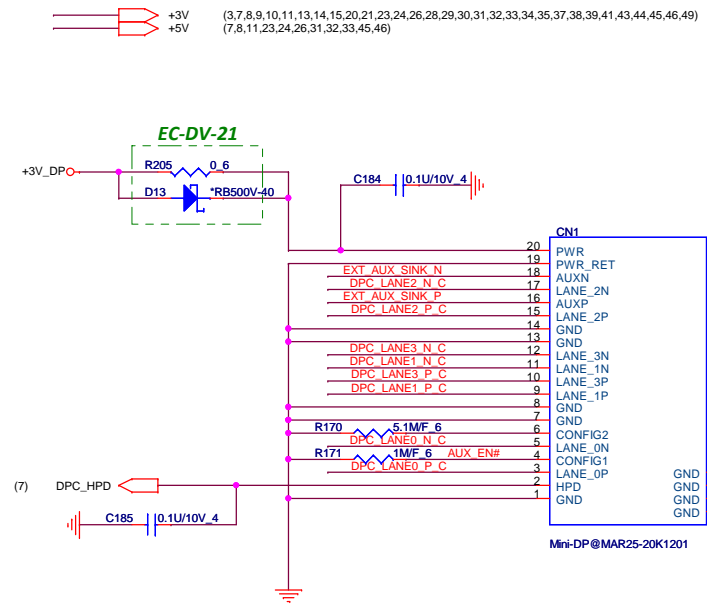 +3V (3,7,8,9,10,11,13,14,15,20,21,23,24,26,28,29,30,31,32,33,34,35,37,38,39,41,43,44,45,46,49)
+5V (7,8,11,23,24,26,31,32,33,45,46)
EC-DV-21
+3V_DP
R205 0_6
D13 *RB500V-40
C184 0.1U/10V_4
CN1
20 PWR
19 PWR_RET
EXT_AUX_SINK_N 18 AUXN
DPC_LANE2_N_C 17 LANE_2N
EXT_AUX_SINK_P 16 AUXP
DPC_LANE2_P_C 15 LANE_2P
14 GND
13 GND
DPC_LANE3_N_C 12 LANE_3N
DPC_LANE1_N_C 11 LANE_1N
DPC_LANE3_P_C 10 LANE_3P
DPC_LANE1_P_C 9 LANE_1P
8 GND
7 GND
R170 5.1M/F_6 6 CONFIG2
DPC_LANE0_N_C 5 LANE_0N
R171 1M/F_6 AUX_EN# 4 CONFIG1
DPC_LANE0_P_C 3 LANE_0P GND
(7) DPC_HPD 2 HPD GND
1 GND GND
GND
C185 0.1U/10V_4
Mini-DP@MAR25-20K1201